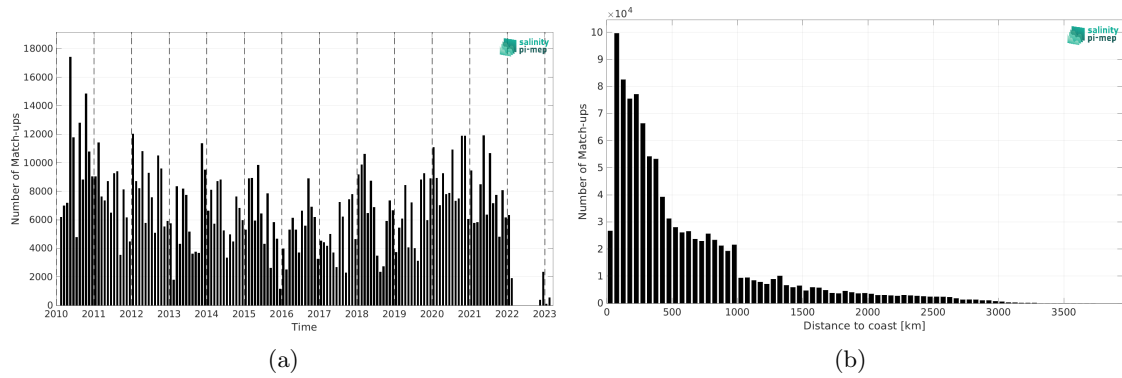 18000
16000
14000
12000
10000
8000
6000
4000
2000
0
Number of Match-ups
2010 2011 2012 2013 2014 2015 2016 2017 2018 2019 2020 2021 2022 2023
Time
salinity
pi-mep
(a)
×10⁴
10
9
8
7
6
5
4
3
2
1
0
Number of Match-ups
0 500 1000 1500 2000 2500 3000 3500
Distance to coast [km]
salinity
pi-mep
(b)